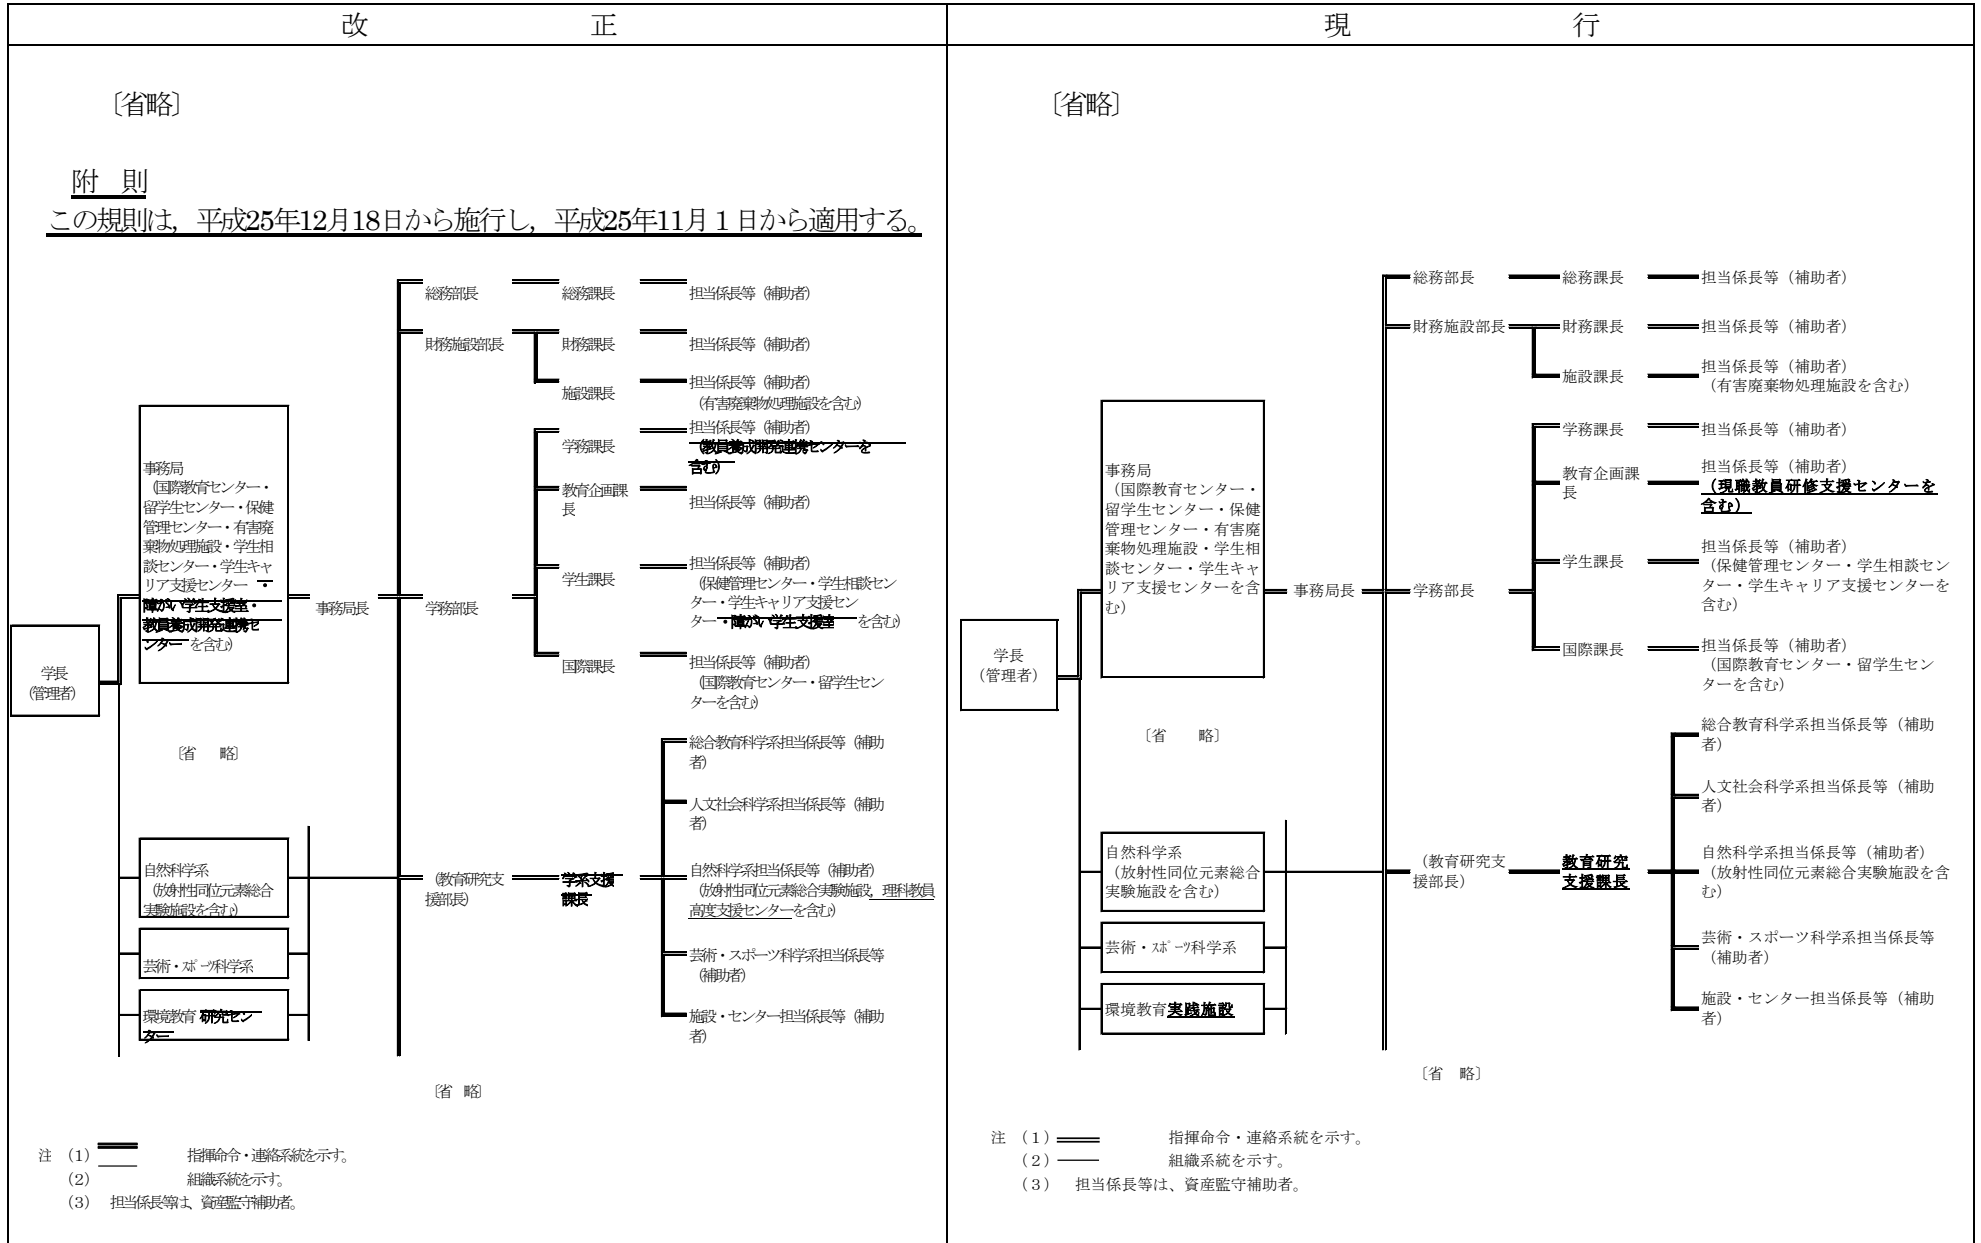 改　　　　正
〔省略〕
附　則
この規則は，平成25年12月18日から施行し，平成25年11月１日から適用する。
総務部長
総務課長
担当係長等（補助者）
財務施設部長
財務課長
担当係長等（補助者）
施設課長
担当係長等（補助者）
（有害廃棄物処理施設を含む）
学務課長
担当係長等（補助者）
（教員養成開発連携センターを
含む）
教育企画課
長
担当係長等（補助者）
学生課長
担当係長等（補助者）
（保健管理センター・学生相談セン
ター・学生キャリア支援セン
ター・障がい学生支援室を含む）
国際課長
担当係長等（補助者）
（国際教育センター・留学生セン
ターを含む）
事務局
（国際教育センター・
留学生センター・保健
管理センター・有害廃
棄物処理施設・学生相
談センター・学生キャ
リア支援センター・
障がい学生支援室・
教員養成開発連携セ
ンターを含む）
事務局長
学務部長
学長
（管理者）
〔省　略〕
総合教育科学系担当係長等（補助
者）
人文社会科学系担当係長等（補助
者）
自然科学系
（放射性同位元素総合
実験施設を含む）
（教育研究支
援部長）
学系支援
課長
自然科学系担当係長等（補助者）
（放射性同位元素総合実験施設，理科教員
高度支援センターを含む）
芸術・ｽﾎﾟｰﾂ科学系
芸術・スポーツ科学系担当係長等
（補助者）
環境教育研究セン
ター
施設・センター担当係長等（補助
者）
〔省　略〕
注　（1）　指揮命令・連絡系統を示す。
（2）　組織系統を示す。
（3）　担当係長等は、資産監守補助者。
現　　　　行
〔省略〕
総務部長
総務課長
担当係長等（補助者）
財務施設部長
財務課長
担当係長等（補助者）
施設課長
担当係長等（補助者）
（有害廃棄物処理施設を含む）
学務課長
担当係長等（補助者）
教育企画課
長
担当係長等（補助者）
（現職教員研修支援センターを
含む）
学生課長
担当係長等（補助者）
（保健管理センター・学生相談セン
ター・学生キャリア支援センターを
含む）
国際課長
担当係長等（補助者）
（国際教育センター・留学生セン
ターを含む）
事務局
（国際教育センター・
留学生センター・保健
管理センター・有害廃
棄物処理施設・学生相
談センター・学生キャ
リア支援センターを含
む）
事務局長
学務部長
学長
（管理者）
〔省　略〕
総合教育科学系担当係長等（補助
者）
人文社会科学系担当係長等（補助
者）
自然科学系
（放射性同位元素総合
実験施設を含む）
（教育研究支
援部長）
教育研究
支援課長
自然科学系担当係長等（補助者）
（放射性同位元素総合実験施設を含
む）
芸術・ｽﾎﾟｰﾂ科学系
芸術・スポーツ科学系担当係長等
（補助者）
環境教育実践施設
施設・センター担当係長等（補助
者）
〔省　略〕
注　（１）　指揮命令・連絡系統を示す。
（２）　組織系統を示す。
（３）　担当係長等は、資産監守補助者。